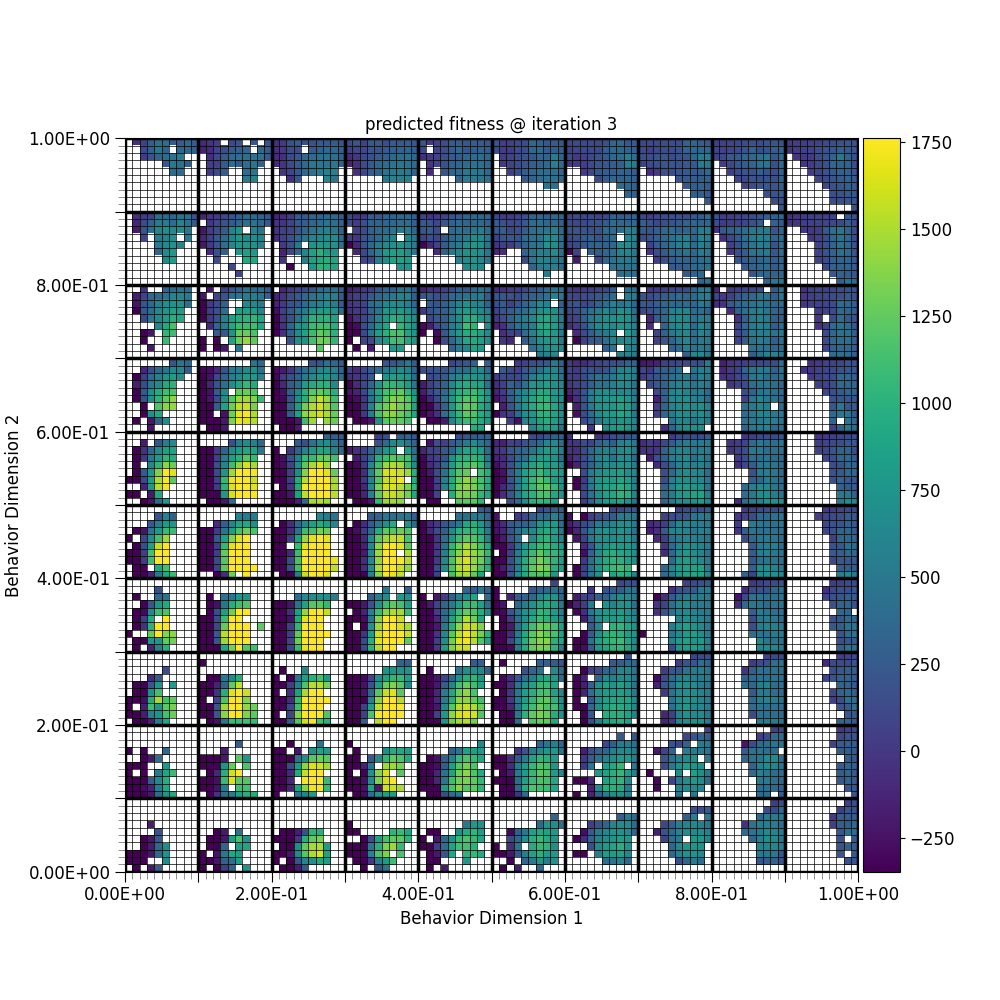 predicted fitness @ iteration 3
1.00E+00
8.00E-01
6.00E-01
4.00E-01
2.00E-01
0.00E+00
Behavior Dimension 2
0.00E+00 2.00E-01 4.00E-01 6.00E-01 8.00E-01 1.00E+00
Behavior Dimension 1
1750
1500
1250
1000
750
500
250
0
−250